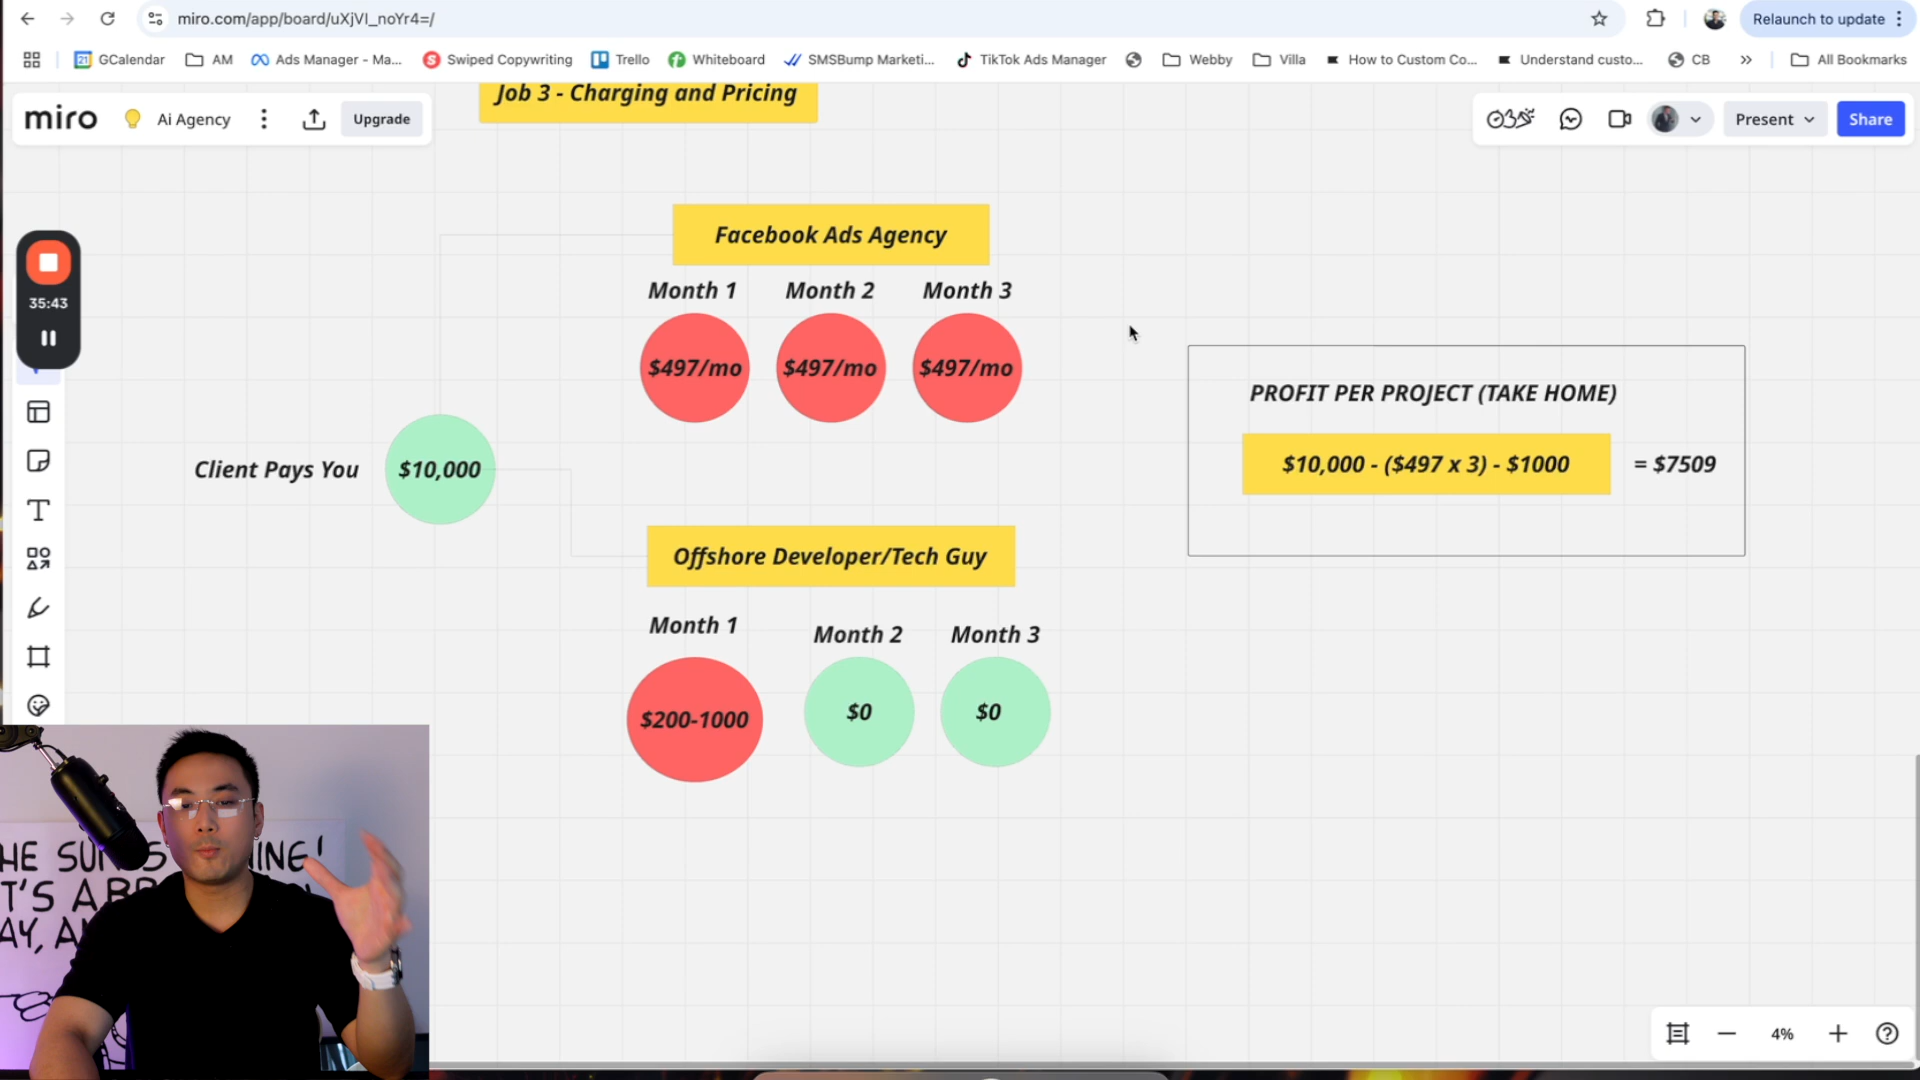 miro.com/app/board/uXjVI_noYr4=/
Relaunch to update
GCalendar
AM
Ads Manager - Ma...
Swiped Copywriting
Trello
Whiteboard
SMSBump Marketi...
TikTok Ads Manager
Webby
Villa
How to Custom Co...
Understand custo...
CB
All Bookmarks
Job 3 - Charging and Pricing
miro
Ai Agency
Upgrade
Present
Share
Facebook Ads Agency
Month 1 Month 2 Month 3
$497/mo $497/mo $497/mo
35:43
PROFIT PER PROJECT (TAKE HOME)
$10,000 - ($497 x 3) - $1000 = $7509
Client Pays You $10,000
Offshore Developer/Tech Guy
Month 1 Month 2 Month 3
$200-1000 $0 $0
4%